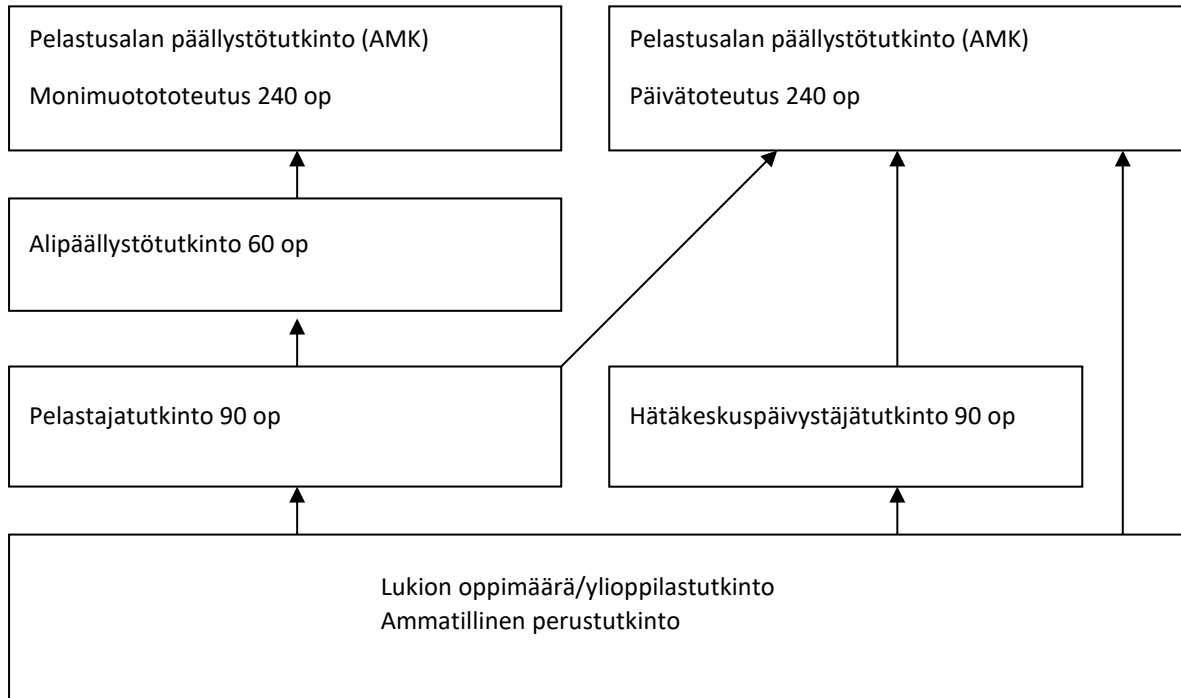 Pelastusalan päällystötutkinto (AMK)
Monimuotototeutus 240 op
Pelastusalan päällystötutkinto (AMK)
Päivätoteutus 240 op
Alipäällystötutkinto 60 op
Pelastajatutkinto 90 op
Hätäkeskuspäivystäjätutkinto 90 op
Lukion oppimäärä/ylioppilastutkinto
Ammatillinen perustutkinto